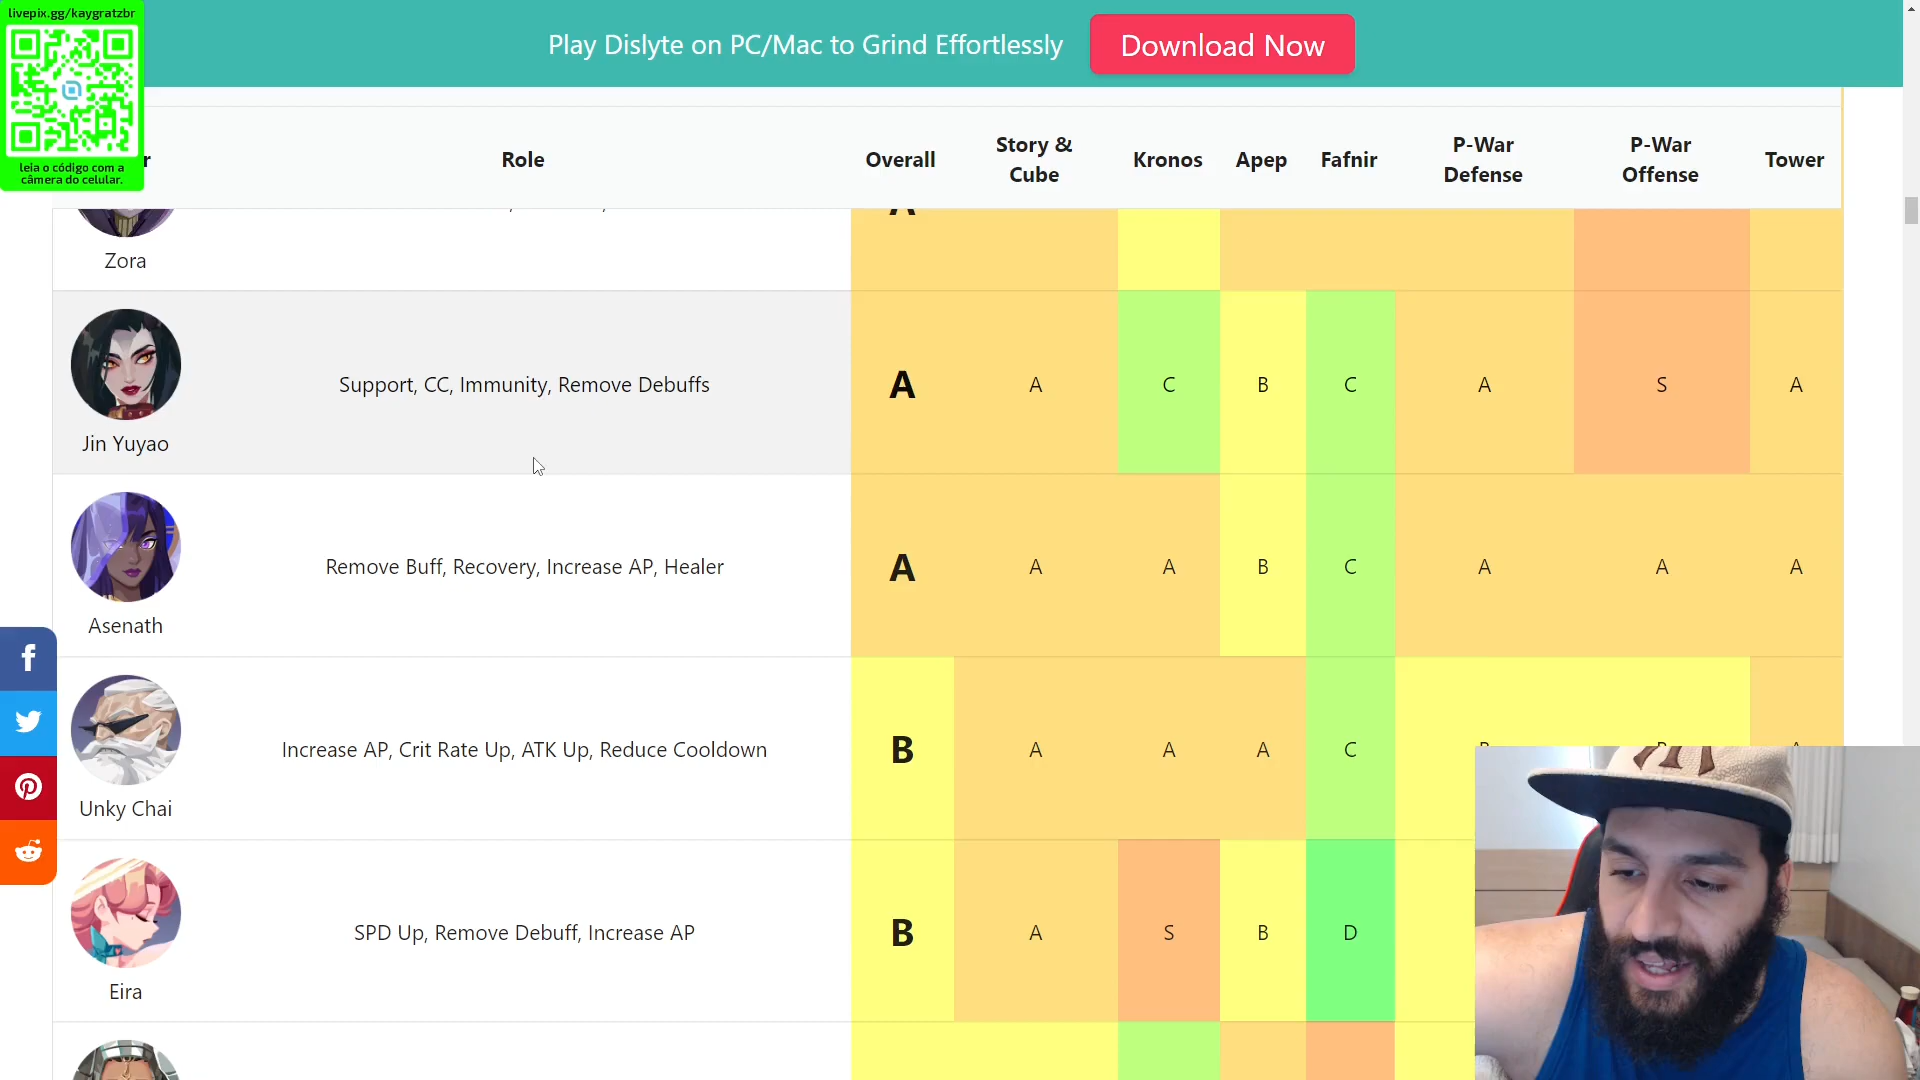 livepix.gg/kaygratzbr
leia o código com a
câmera do celular.
Play Dislyte on PC/Mac to Grind Effortlessly
Download Now
Role
Overall
Story &
Cube
Kronos
Apep
Fafnir
P-War
Defense
P-War
Offense
Tower
Zora
Jin Yuyao
Support, CC, Immunity, Remove Debuffs
A A C B C A S A
Asenath
Remove Buff, Recovery, Increase AP, Healer
A A A B C A A A
Unky Chai
Increase AP, Crit Rate Up, ATK Up, Reduce Cooldown
B A A A C
Eira
SPD Up, Remove Debuff, Increase AP
B A S B D